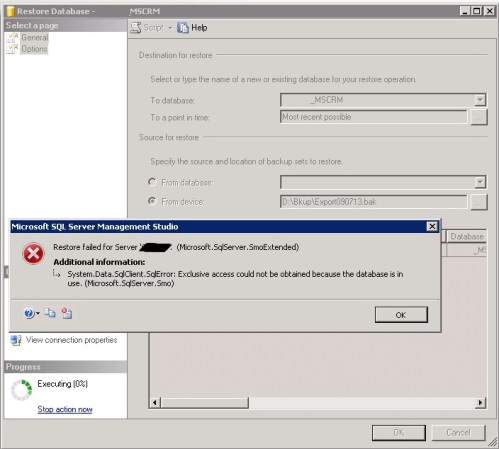 Restore Database - _MSCRM
Select a page
Script Help
General
Options
Destination for restore
Select or type the name of a new or existing database for your restore operation.
To database: _MSCRM
To a point in time: Most recent possible ...
Source for restore
Specify the source and location of backup sets to restore.
From database:
From device: D:\Bkup\Export090713.bak ...
Microsoft SQL Server Management Studio
Database
Restore failed for Server . (Microsoft.SqlServer.SmoExtended)
Additional information:
System.Data.SqlClient.SqlError: Exclusive access could not be obtained because the database is in
use. (Microsoft.SqlServer.Smo)
OK
View connection properties
Progress
Executing (0%)
Stop action now
OK Cancel